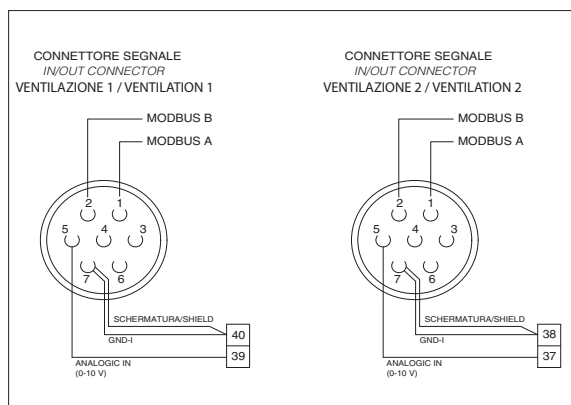 CONNETTORE SEGNALE
IN/OUT CONNECTOR
VENTILAZIONE 1 / VENTILATION 1
MODBUS B
MODBUS A
2
1
5
4
3
7
6
SCHERMATURA/SHIELD
GND-I
40
39
ANALOGIC IN
(0-10 V)
CONNETTORE SEGNALE
IN/OUT CONNECTOR
VENTILAZIONE 2 / VENTILATION 2
MODBUS B
MODBUS A
2
1
5
4
3
7
6
SCHERMATURA/SHIELD
GND-I
38
37
ANALOGIC IN
(0-10 V)